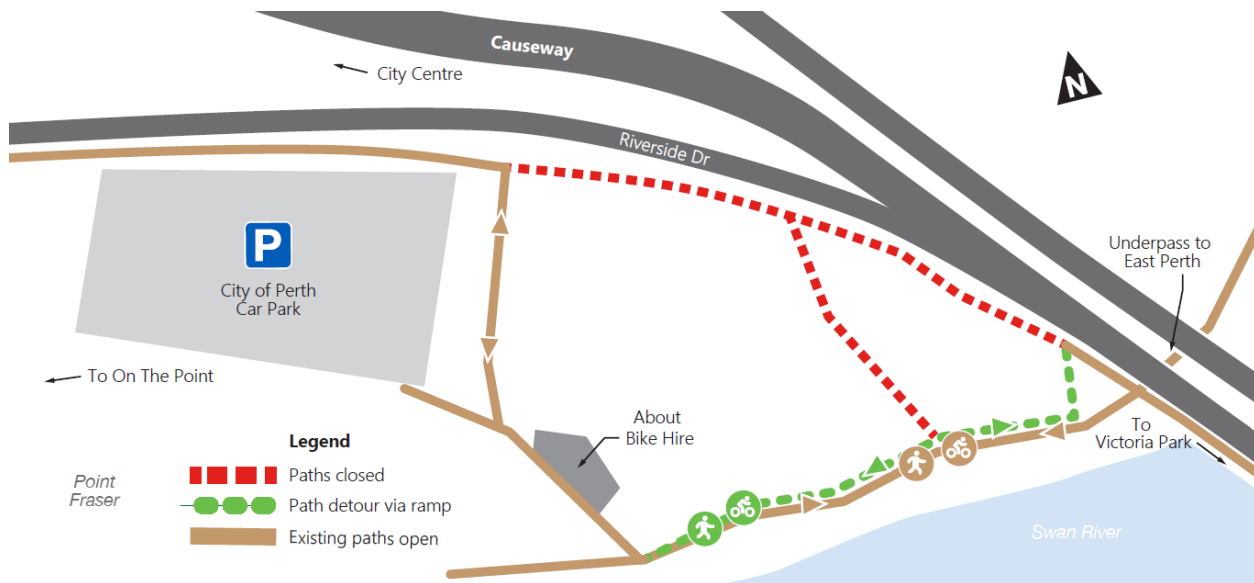 Causeway
City Centre
N
Riverside Dr
Underpass to
East Perth
P
City of Perth
Car Park
To On The Point
About
Bike Hire
To
Victoria Park
Legend
Paths closed
Path detour via ramp
Existing paths open
Point
Fraser
Swan River